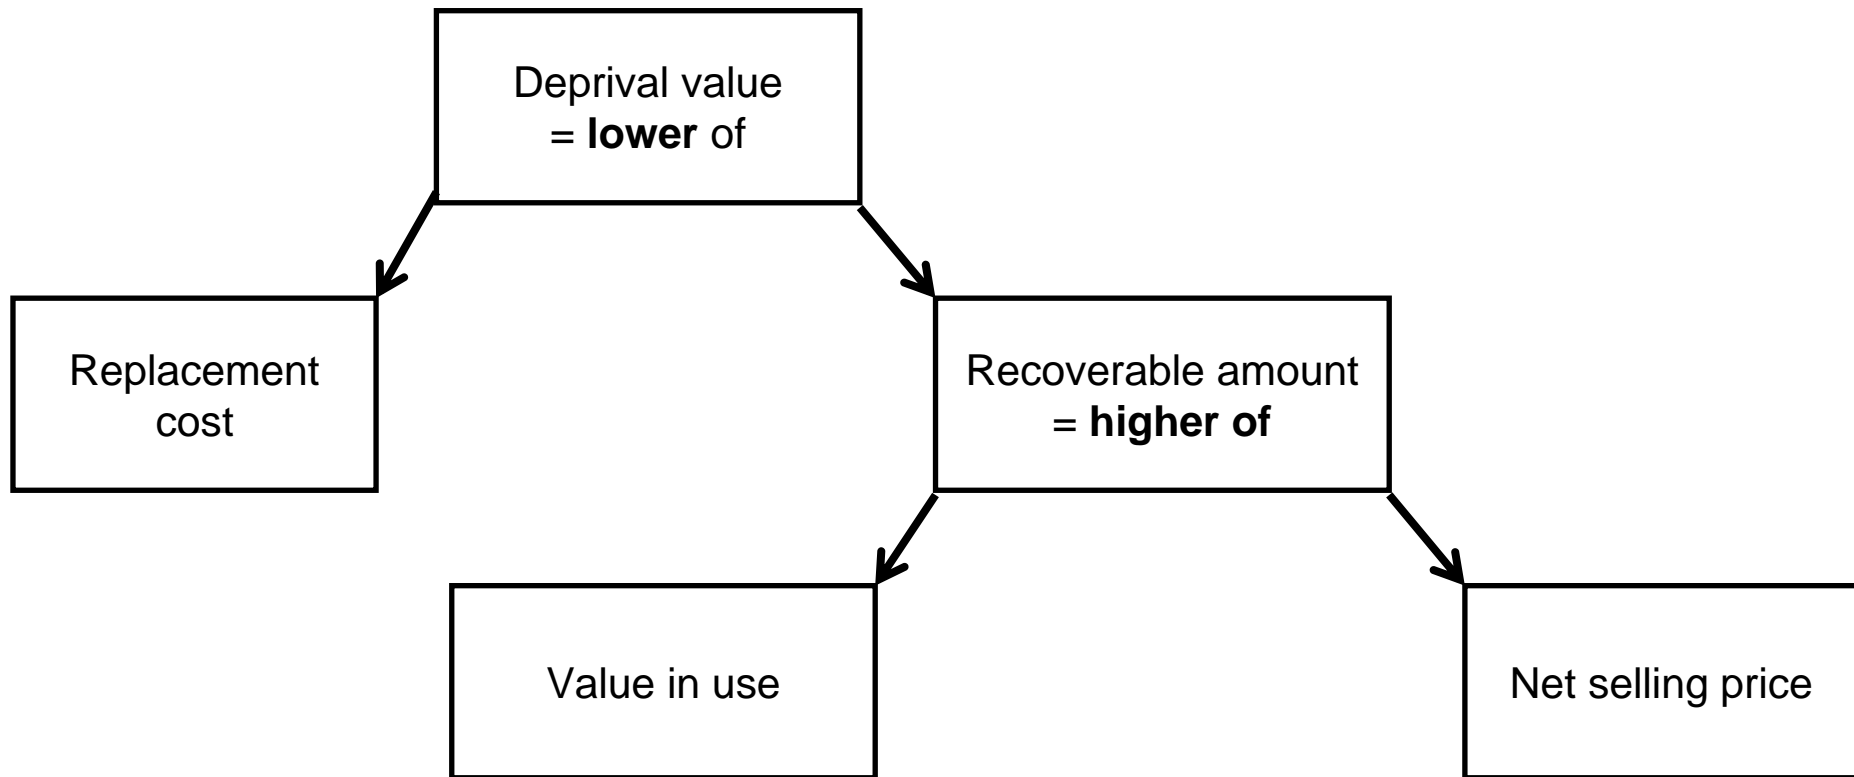 Deprival value
= lower of
Replacement
cost
Recoverable amount
= higher of
Value in use
Net selling price